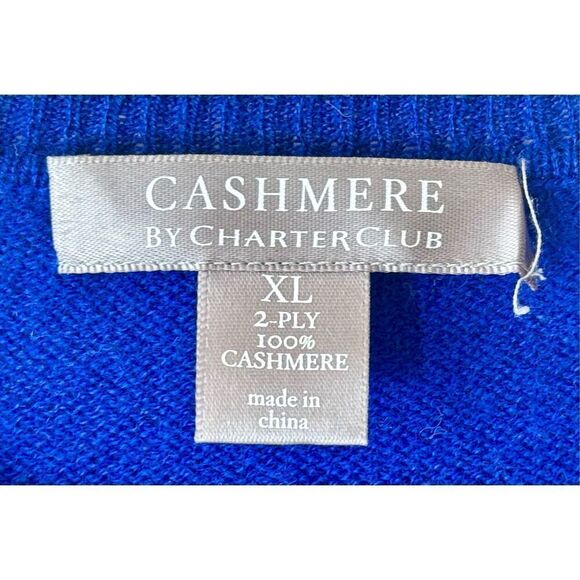 CASHMERE
BY CHARTER CLUB
XL
2-PLY
100%
CASHMERE
made in
china